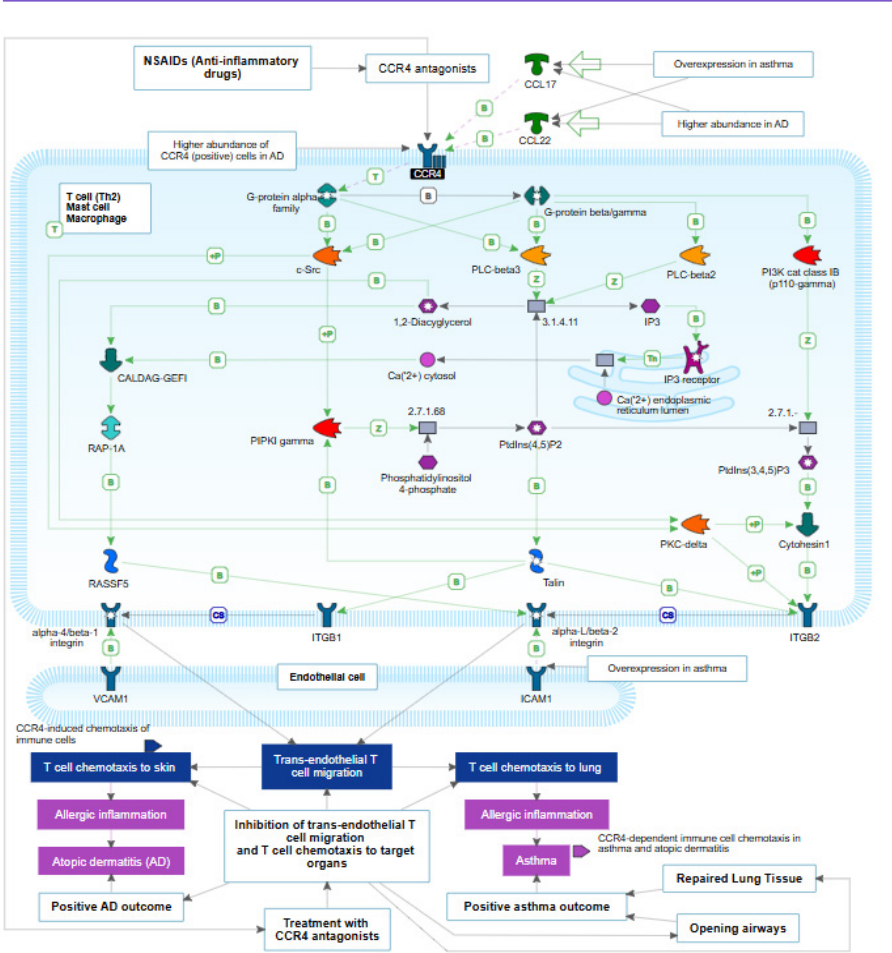 NSAIDs (Anti-inflammatory
drugs)
CCR4 antagonists
CCL17
Overexpression in asthma
B
CCL22
Higher abundance in AD
B
Higher abundance of
CCR4 (positive) cells in AD
CCR4
T
T cell (Th2)
Mast cell
Macrophage
T
G-protein alpha
family
B
G-protein beta/gamma
B
B
B
B
B
B
+P
c-Src
PLC-beta3
PLC-beta2
PI3K cat class IB
(p110-gamma)
B
Z
Z
B
1,2-Diacyglycerol
3.1.4.11
IP3
+P
B
Z
CALDAG-GEFI
B
Ca('2+) cytosol
Tn
IP3 receptor
Ca('2+) endoplasmic
reticulum lumen
RAP-1A
PIPKI gamma
Z
2.7.1.68
PtdIns(4,5)P2
2.7.1.-
Phosphatidylinositol
4-phosphate
PtdIns(3,4,5)P3
B
B
B
B
PKC-delta
+P
Cytohesin1
RASSF5
B
B
Talin
B
+P
B
alpha-4/beta-1
integrin
CS
ITGB1
alpha-L/beta-2
integrin
CS
ITGB2
B
B
VCAM1
Endothelial cell
ICAM1
Overexpression in asthma
CCR4-induced chemotaxis of
immune cells
T cell chemotaxis to skin
Trans-endothelial T
cell migration
T cell chemotaxis to lung
Allergic inflammation
Inhibition of trans-endothelial T
cell migration
and T cell chemotaxis to target
organs
Allergic inflammation
Atopic dermatitis (AD)
Asthma
CCR4-dependent immune cell chemotaxis in
asthma and atopic dermatitis
Positive AD outcome
Treatment with
CCR4 antagonists
Positive asthma outcome
Repaired Lung Tissue
Opening airways